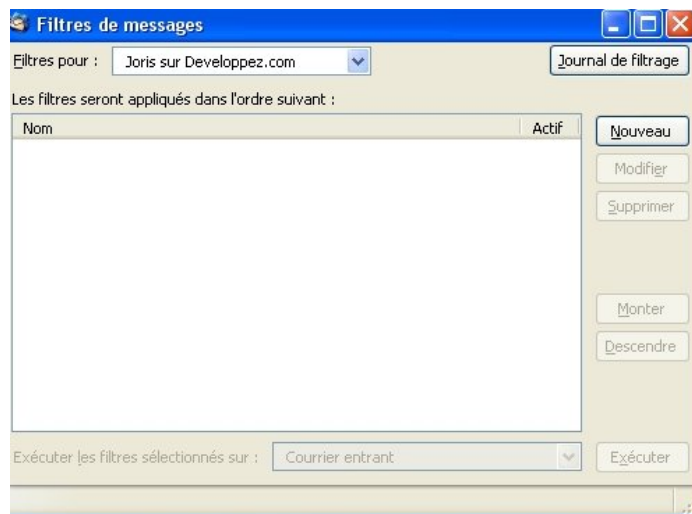 Filtres de messages
Filtres pour : Joris sur Developpez.com Journal de filtrage
Les filtres seront appliqués dans l'ordre suivant :
Nom Actif
Nouveau
Modifier
Supprimer
Monter
Descendre
Exécuter les filtres sélectionnés sur : Courrier entrant Exécuter